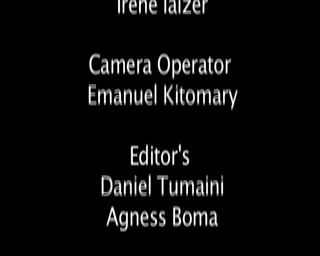 Irene
Camera Operator
Emanuel Kitomary
Editor's
Daniel Tumaini
Agness Boma